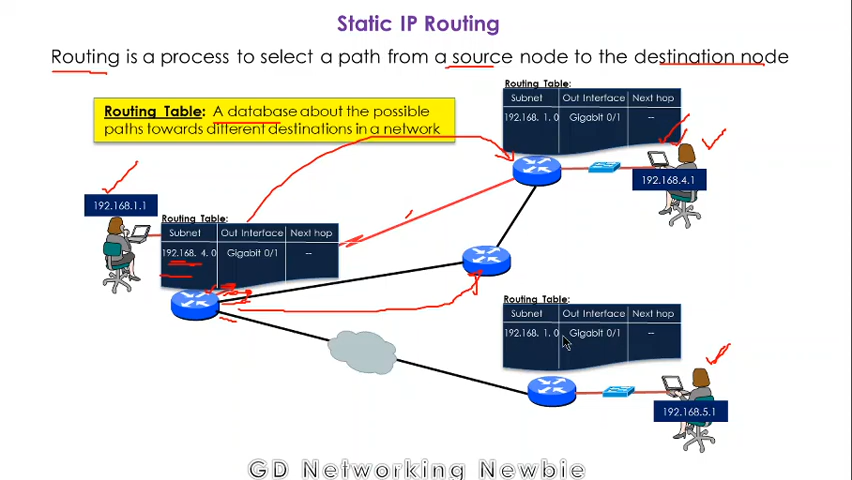 Static IP Routing
Routing is a process to select a path from a source node to the destination node
Routing Table: A database about the possible
paths towards different destinations in a network
Routing Table:
Subnet Out Interface Next hop
192.168. 1. 0 Gigabit 0/1 --
192.168.4.1
192.168.1.1
Routing Table:
Subnet Out Interface Next hop
192.168. 4. 0 Gigabit 0/1 --
Routing Table:
Subnet Out Interface Next hop
192.168. 1. 0 Gigabit 0/1 --
192.168.5.1
GD Networking Newbie